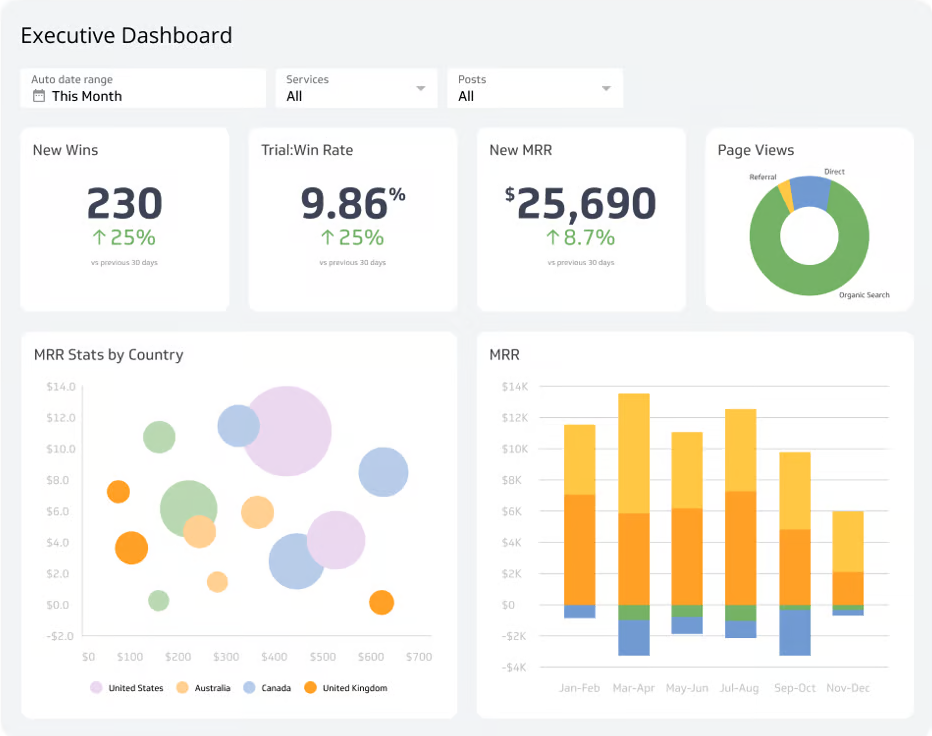 Executive Dashboard
Auto date range
This Month
Services
All
Posts
All
New Wins
230
↑25%
vs previous 30 days
Trial:Win Rate
9.86%
↑25%
vs previous 30 days
New MRR
$25,690
↑8.7%
vs previous 30 days
Page Views
Referral
Direct
Organic Search
MRR Stats by Country
$14.0
$12.0
$10.0
$8.0
$6.0
$4.0
$2.0
$0.0
-$2.0
$0 $100 $200 $300 $400 $500 $600 $700
United States Australia Canada United Kingdom
MRR
$14K
$12K
$10K
$8K
$6K
$4K
$2K
$0
-$2K
-$4K
Jan-Feb Mar-Apr May-Jun Jul-Aug Sep-Oct Nov-Dec